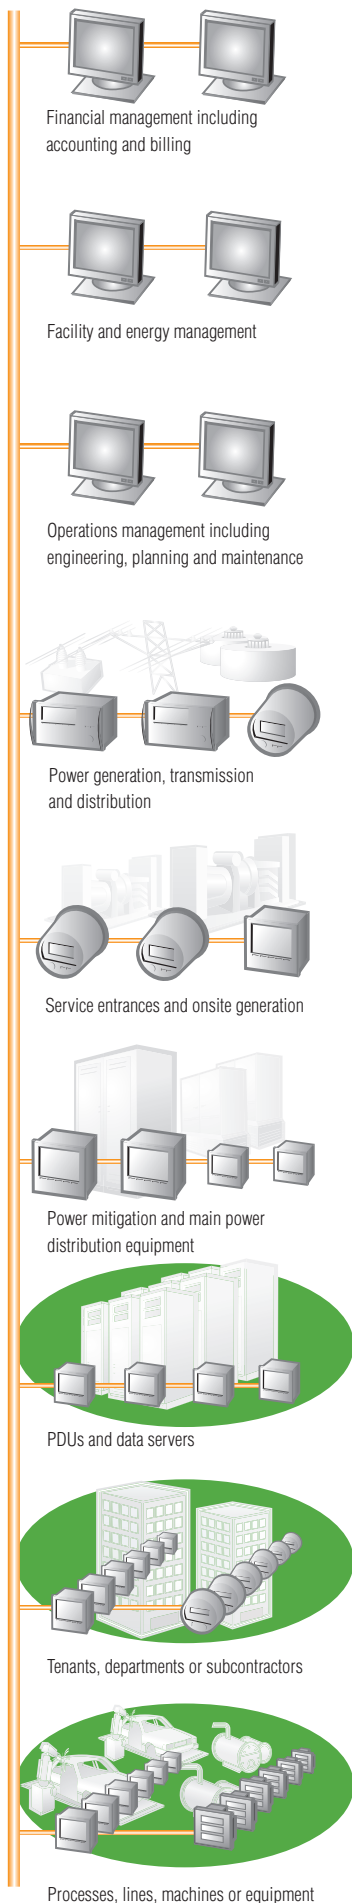 Financial management including
accounting and billing
Facility and energy management
Operations management including
engineering, planning and maintenance
Power generation, transmission
and distribution
Service entrances and onsite generation
Power mitigation and main power
distribution equipment
PDUs and data servers
Tenants, departments or subcontractors
Processes, lines, machines or equipment